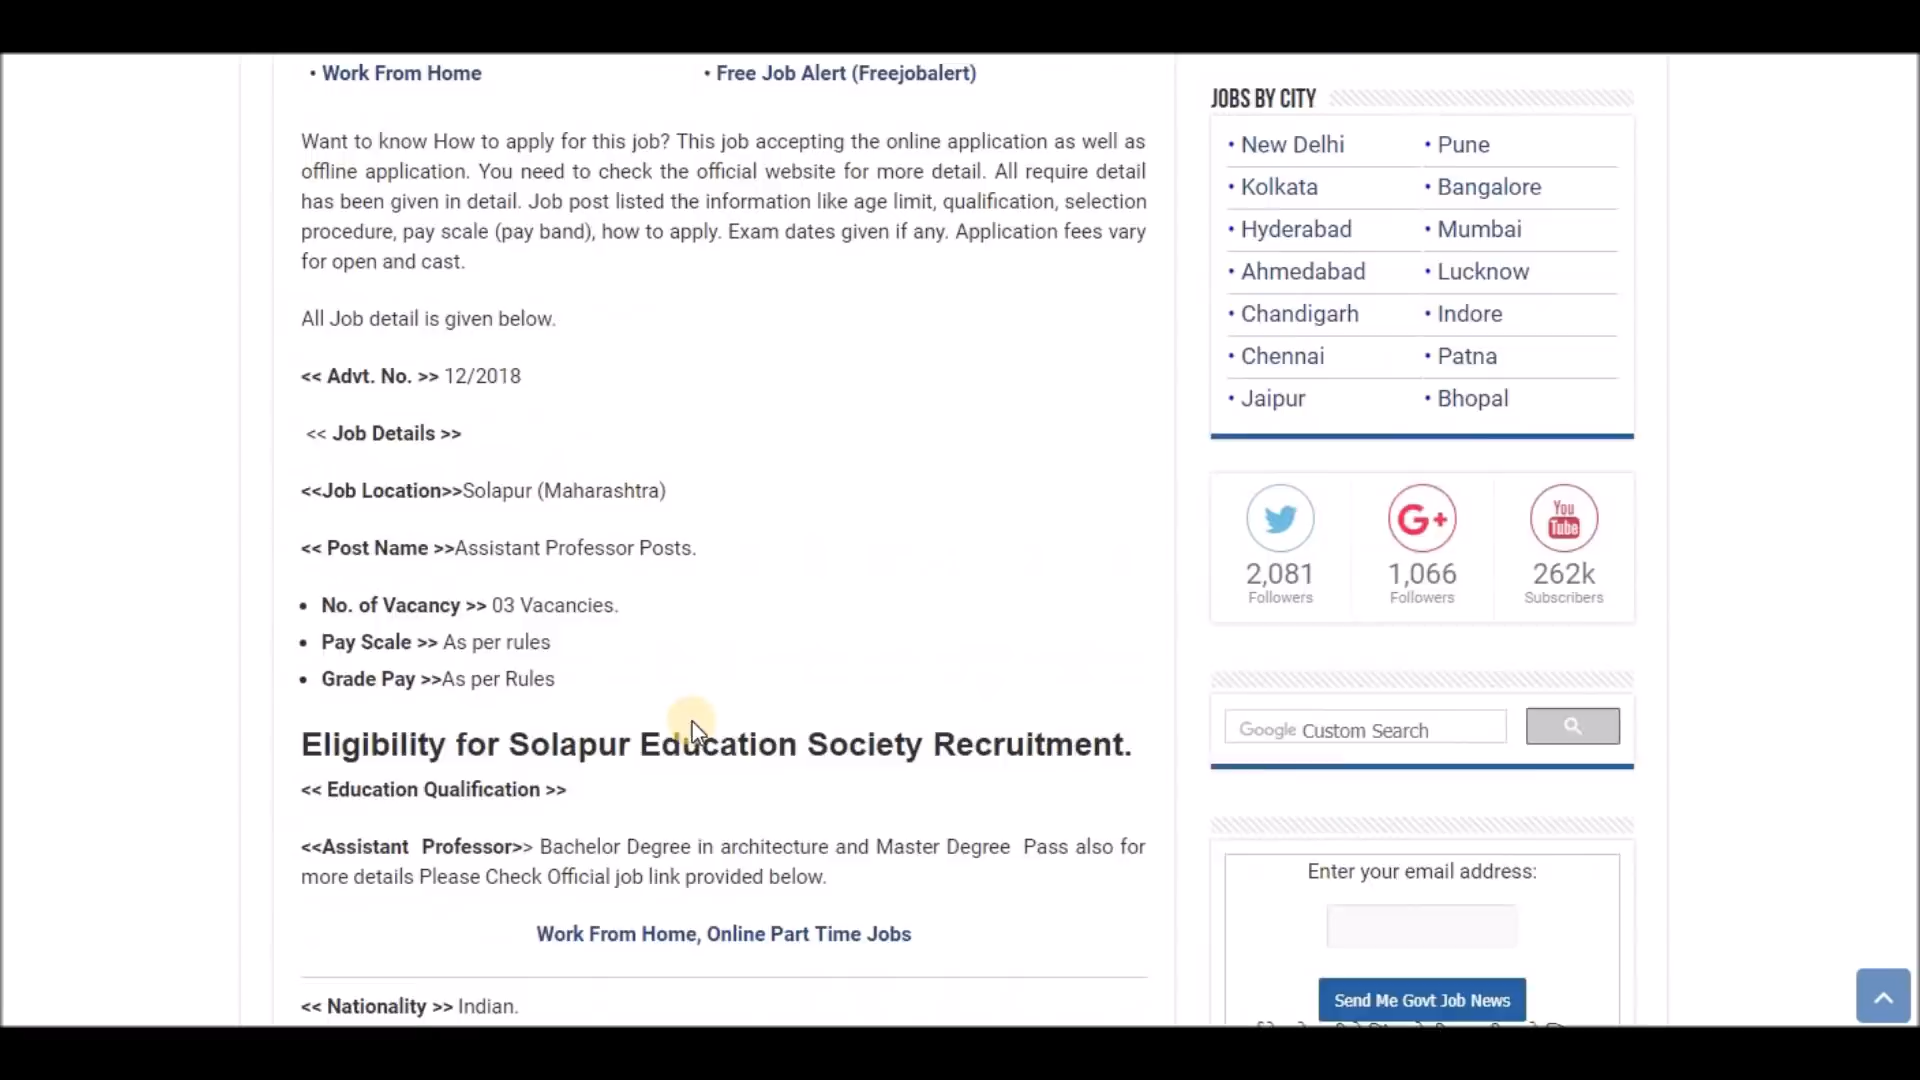 • Work From Home
• Free Job Alert (Freejobalert)
Want to know How to apply for this job? This job accepting the online application as well as
offline application. You need to check the official website for more detail. All require detail
has been given in detail. Job post listed the information like age limit, qualification, selection
procedure, pay scale (pay band), how to apply. Exam dates given if any. Application fees vary
for open and cast.
All Job detail is given below.
<< Advt. No. >> 12/2018
<< Job Details >>
<<Job Location>>Solapur (Maharashtra)
<< Post Name >>Assistant Professor Posts.
• No. of Vacancy >> 03 Vacancies.
• Pay Scale >> As per rules
• Grade Pay >>As per Rules
Eligibility for Solapur Education Society Recruitment.
<< Education Qualification >>
<<Assistant Professor>> Bachelor Degree in architecture and Master Degree Pass also for
more details Please Check Official job link provided below.
Work From Home, Online Part Time Jobs
<< Nationality >> Indian.
JOBS BY CITY
• New Delhi • Pune
• Kolkata • Bangalore
• Hyderabad • Mumbai
• Ahmedabad • Lucknow
• Chandigarh • Indore
• Chennai • Patna
• Jaipur • Bhopal
G+ You Tube
2,081 1,066 262k
Followers Followers Subscribers
Google Custom Search
Enter your email address:
Send Me Govt Job News